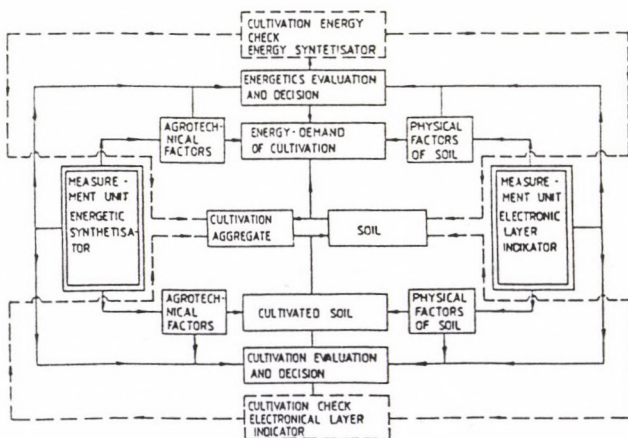 CULTIVATION ENERGY
CHECK
ENERGY SYNTETISATOR
ENERGETICS EVALUATION
AND DECISION
AGROTECH-
NICAL
FACTORS
ENERGY-DEMAND
OF CULTIVATION
PHYSICAL
FACTORS
OF SOIL
MEASURE-
MENT UNIT
ENERGETIC
SYNTHETISA-
TOR
CULTIVATION
AGGREGATE
SOIL
MEASURE-
MENT UNIT
ELECTRONIC
LAYER
INDIKATOR
AGROTECH-
NICAL
FACTORS
CULTIVATED SOIL
PHYSICAL
FACTORS
OF SOIL
CULTIVATION EVALUATION
AND DECISION
CULTIVATION CHECK
ELECTRONICAL LAYER
INDICATOR